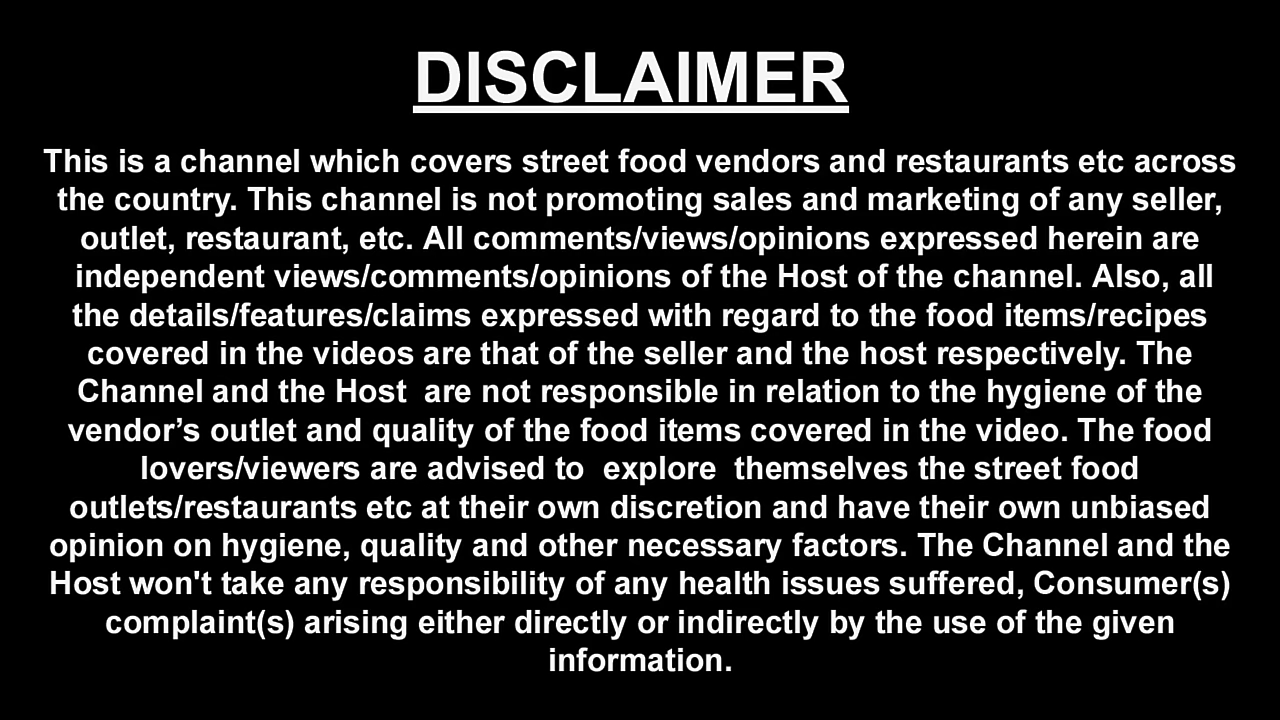 DISCLAIMER
This is a channel which covers street food vendors and restaurants etc across
the country. This channel is not promoting sales and marketing of any seller,
outlet, restaurant, etc. All comments/views/opinions expressed herein are
independent views/comments/opinions of the Host of the channel. Also, all
the details/features/claims expressed with regard to the food items/recipes
covered in the videos are that of the seller and the host respectively. The
Channel and the Host  are not responsible in relation to the hygiene of the
vendor’s outlet and quality of the food items covered in the video. The food
lovers/viewers are advised to  explore  themselves the street food
outlets/restaurants etc at their own discretion and have their own unbiased
opinion on hygiene, quality and other necessary factors. The Channel and the
Host won't take any responsibility of any health issues suffered, Consumer(s)
complaint(s) arising either directly or indirectly by the use of the given
information.